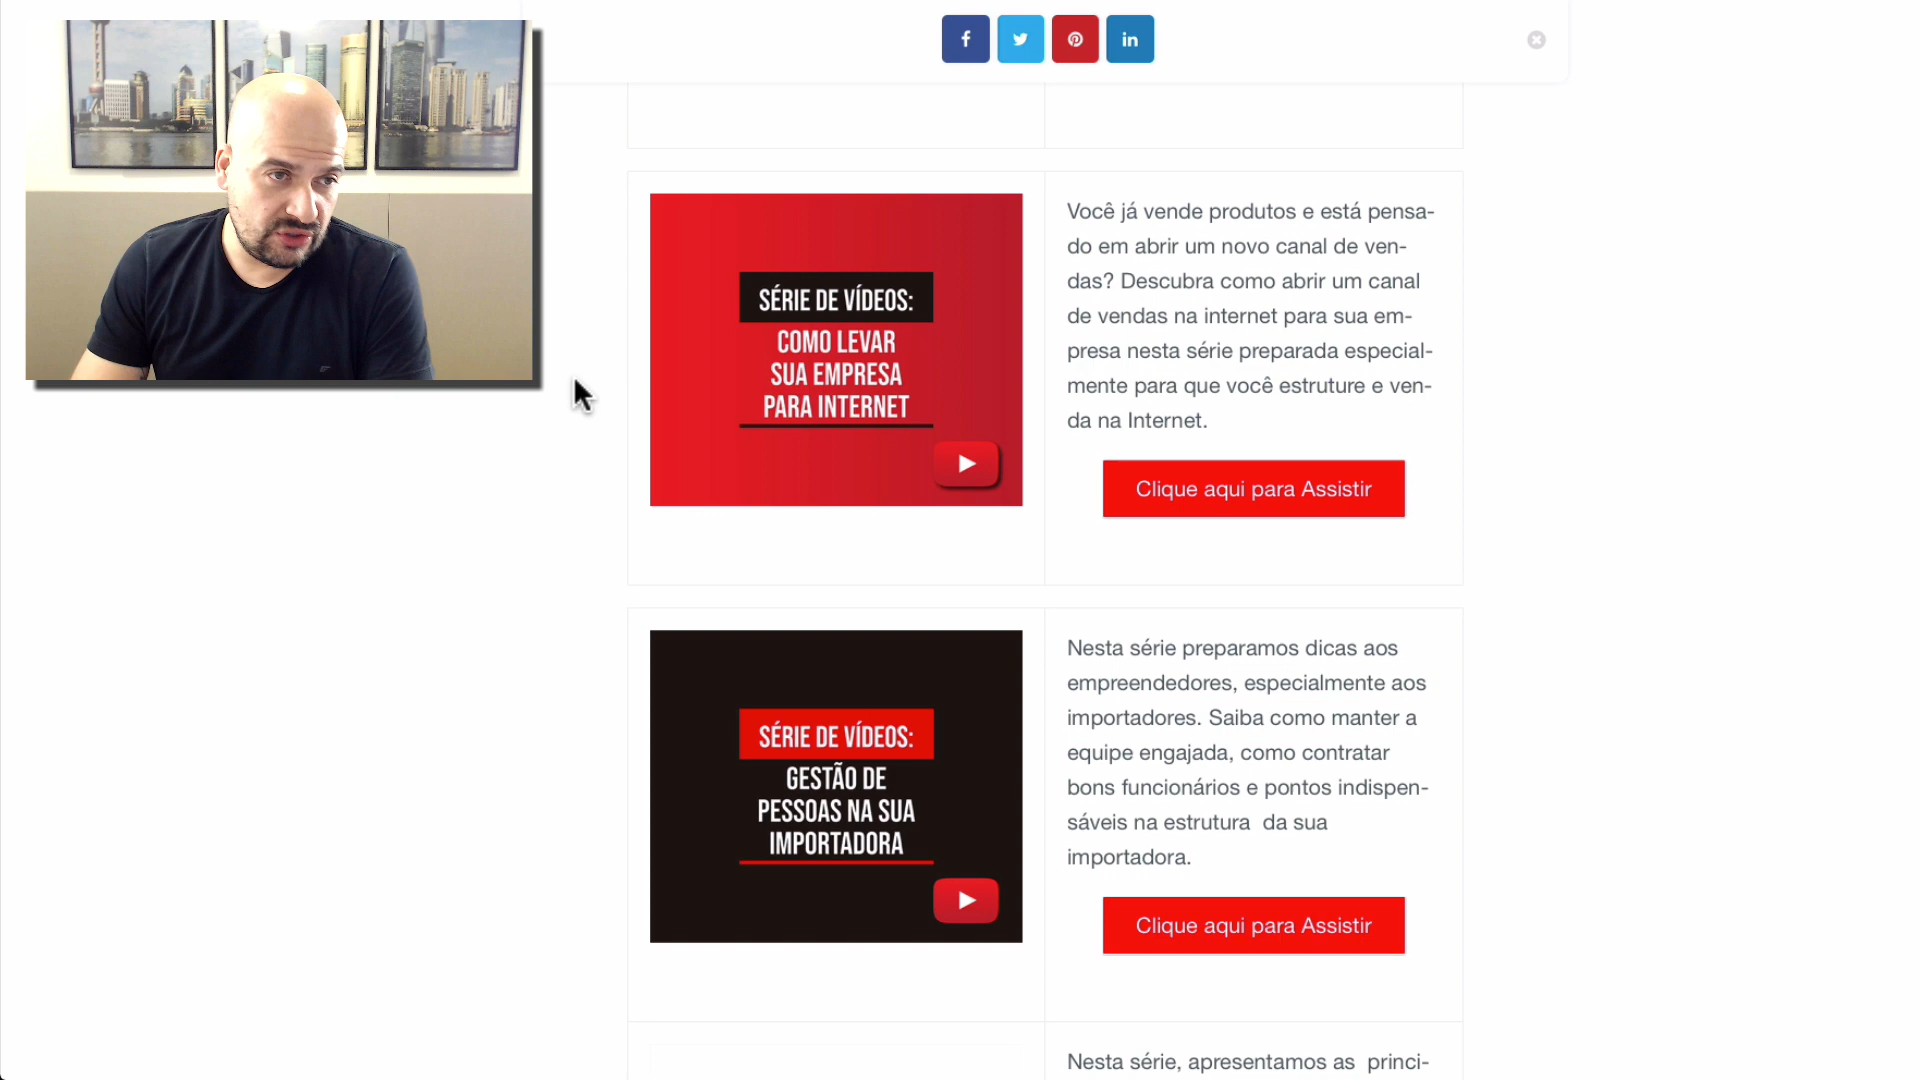 SÉRIE DE VÍDEOS:
COMO LEVAR
SUA EMPRESA
PARA INTERNET
Você já vende produtos e está pensa-
do em abrir um novo canal de ven-
das? Descubra como abrir um canal
de vendas na internet para sua em-
presa nesta série preparada especial-
mente para que você estruture e ven-
da na Internet.
Clique aqui para Assistir
SÉRIE DE VÍDEOS:
GESTÃO DE
PESSOAS NA SUA
IMPORTADORA
Nesta série preparamos dicas aos
empreendedores, especialmente aos
importadores. Saiba como manter a
equipe engajada, como contratar
bons funcionários e pontos indispen-
sáveis na estrutura  da sua
importadora.
Clique aqui para Assistir
Nesta série, apresentamos as  princi-